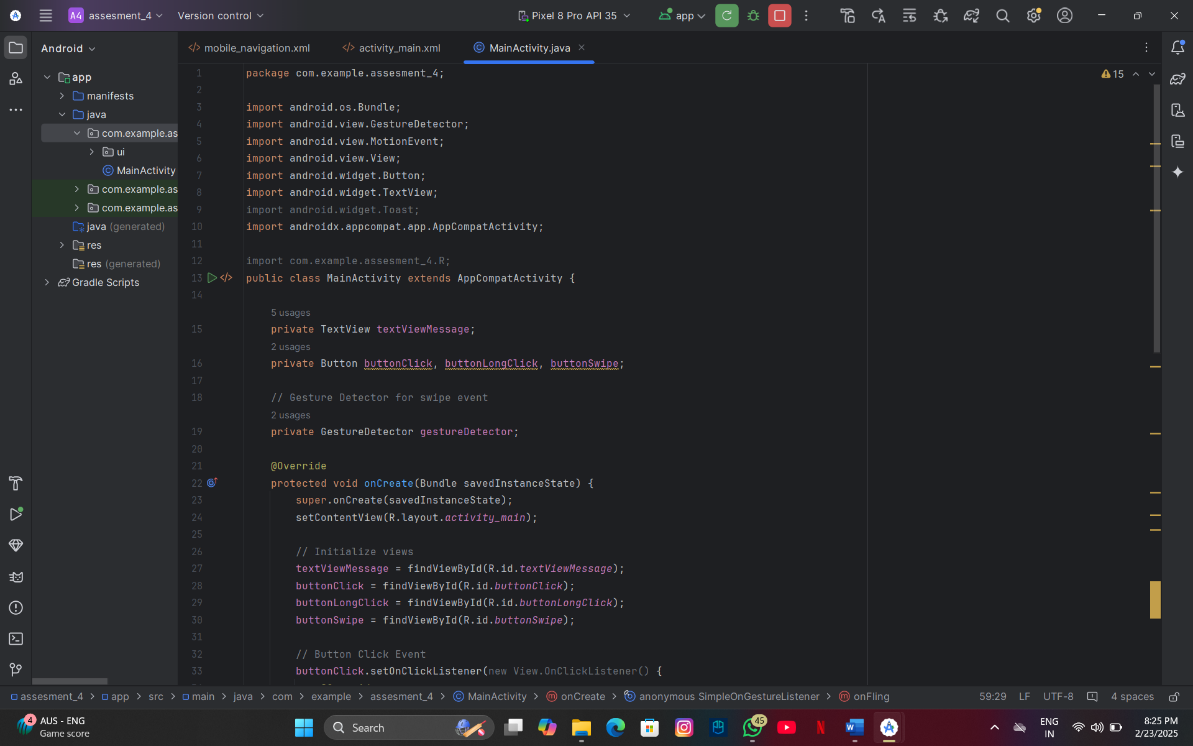 A4 assesment_4 Version control Pixel 8 Pro API 35 app
Android
mobile_navigation.xml activity_main.xml MainActivity.java
app
manifests
java
com.example.as
ui
MainActivity
com.example.as
com.example.as
java (generated)
res
res (generated)
Gradle Scripts
15
1 package com.example.assesment_4;
2
3 import android.os.Bundle;
4 import android.view.GestureDetector;
5 import android.view.MotionEvent;
6 import android.view.View;
7 import android.widget.Button;
8 import android.widget.TextView;
9 import android.widget.Toast;
10 import androidx.appcompat.app.AppCompatActivity;
11
12 import com.example.assesment_4.R;
13 public class MainActivity extends AppCompatActivity {
14
5 usages
15 private TextView textViewMessage;
2 usages
16 private Button buttonClick, buttonLongClick, buttonSwipe;
17
18 // Gesture Detector for swipe event
2 usages
19 private GestureDetector gestureDetector;
20
21 @Override
22 protected void onCreate(Bundle savedInstanceState) {
23 super.onCreate(savedInstanceState);
24 setContentView(R.layout.activity_main);
25
26 // Initialize views
27 textViewMessage = findViewById(R.id.textViewMessage);
28 buttonClick = findViewById(R.id.buttonClick);
29 buttonLongClick = findViewById(R.id.buttonLongClick);
30 buttonSwipe = findViewById(R.id.buttonSwipe);
31
32 // Button Click Event
33 buttonClick.setOnClickListener(new View.OnClickListener() {
assesment_4 > app > src > main > java > com > example > assesment_4 > MainActivity > onCreate > anonymous SimpleOnGestureListener > onFling 59:29 LF UTF-8 4 spaces
4 AUS - ENG
Game score
Search
45
ENG
IN
8:25 PM
2/23/2025